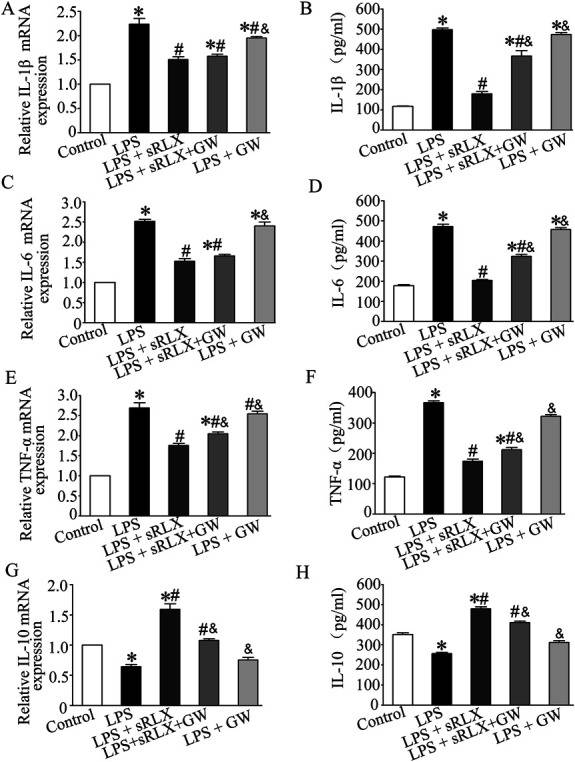 A
Relative IL-1β mRNA
expression
2.5
2.0
1.5
1.0
0.5
*
#
*#
*#&
Control
LPS
LPS + sRLX
LPS + sRLX+GW
LPS + GW
B
IL-1β (pg/ml)
600
500
400
300
200
100
0
*
#
*#&
*&
Control
LPS
LPS + sRLX
LPS + sRLX+GW
LPS + GW
C
Relative IL-6 mRNA
expression
3.0
2.5
2.0
1.5
1.0
0.5
*
#
*#
*&
Control
LPS
LPS + sRLX
LPS + sRLX+GW
LPS + GW
D
IL-6 (pg/ml)
600
500
400
300
200
100
0
*
#
*#&
*&
Control
LPS
LPS + sRLX
LPS + sRLX+GW
LPS + GW
E
Relative TNF-α mRNA
expression
3.0
2.5
2.0
1.5
1.0
0.5
*
#
*#&
#&
Control
LPS
LPS + sRLX
LPS + sRLX+GW
LPS + GW
F
TNF-α (pg/ml)
400
300
200
100
0
*
#
*#&
&
Control
LPS
LPS + sRLX
LPS + sRLX+GW
LPS + GW
G
Relative IL-10 mRNA
expression
2.0
1.5
1.0
0.5
0.0
*
*#
#&
&
Control
LPS
LPS + sRLX
LPS+sRLX+GW
LPS + GW
H
IL-10 (pg/ml)
600
500
400
300
200
100
0
*
*#
#&
&
Control
LPS
LPS + sRLX
LPS + sRLX+GW
LPS + GW